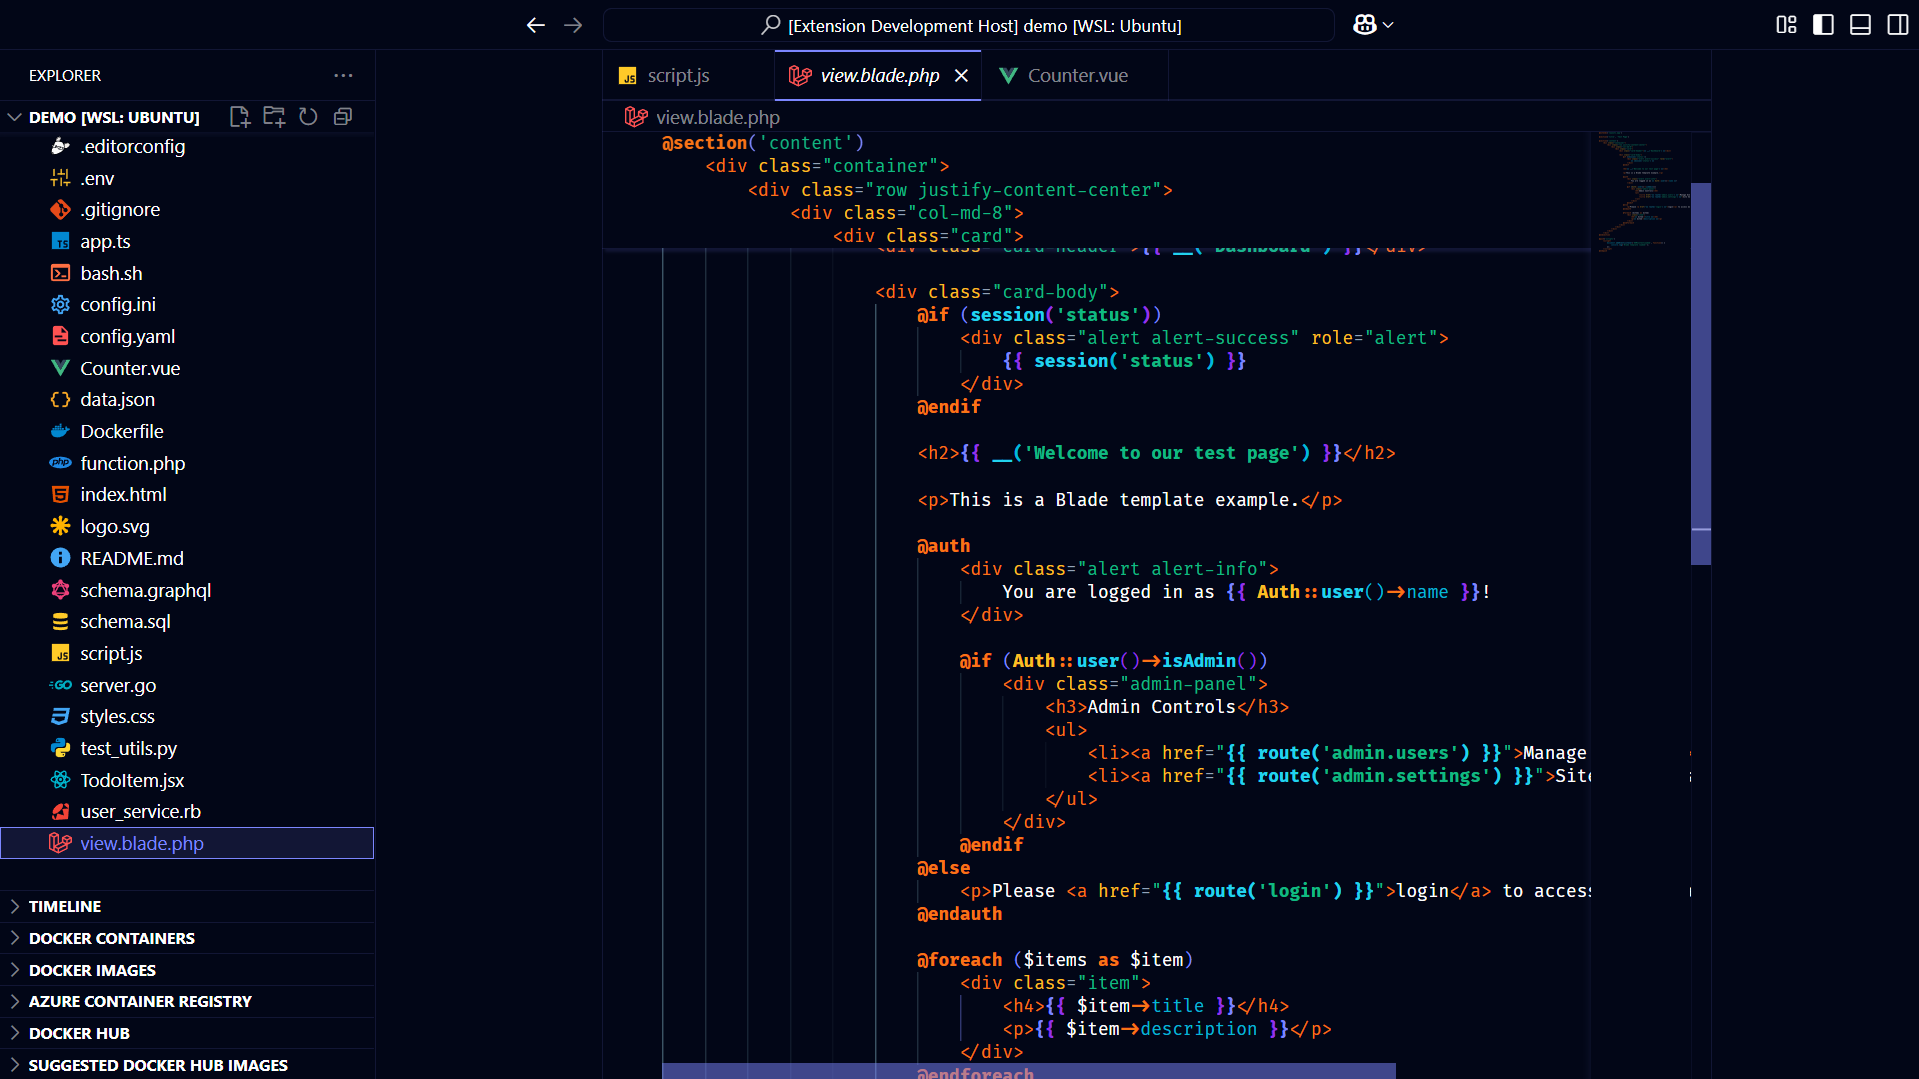 [Extension Development Host] demo [WSL: Ubuntu]
EXPLORER
DEMO [WSL: UBUNTU]
.editorconfig
.env
.gitignore
app.ts
bash.sh
config.ini
config.yaml
Counter.vue
data.json
Dockerfile
function.php
index.html
logo.svg
README.md
schema.graphql
schema.sql
script.js
server.go
styles.css
test_utils.py
TodoItem.jsx
user_service.rb
view.blade.php
TIMELINE
DOCKER CONTAINERS
DOCKER IMAGES
AZURE CONTAINER REGISTRY
DOCKER HUB
SUGGESTED DOCKER HUB IMAGES
script.js
view.blade.php
Counter.vue
view.blade.php
@section('content')
<div class="container">
<div class="row justify-content-center">
<div class="col-md-8">
<div class="card">
<div class="card-header">{{ __('Dashboard') }}</div>
<div class="card-body">
@if (session('status'))
<div class="alert alert-success" role="alert">
{{ session('status') }}
</div>
@endif
<h2>{{ __('Welcome to our test page') }}</h2>
<p>This is a Blade template example.</p>
@auth
<div class="alert alert-info">
You are logged in as {{ Auth::user()->name }}!
</div>
@if (Auth::user()->isAdmin())
<div class="admin-panel">
<h3>Admin Controls</h3>
<ul>
<li><a href="{{ route('admin.users') }}">Manage
<li><a href="{{ route('admin.settings') }}">Site
</ul>
</div>
@endif
@else
<p>Please <a href="{{ route('login') }}">login</a> to access
@endauth
@foreach ($items as $item)
<div class="item">
<h4>{{ $item->title }}</h4>
<p>{{ $item->description }}</p>
</div>
@endforeach